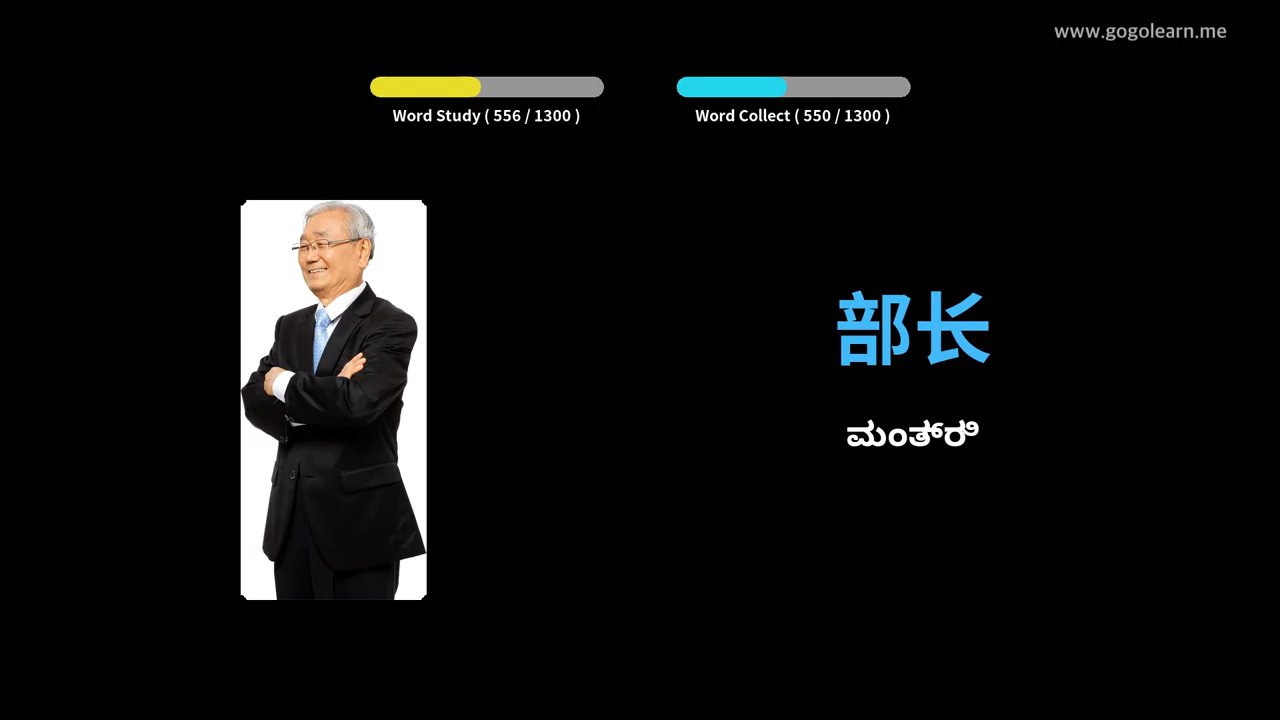 www.gogolearn.me
Word Study ( 556 / 1300 )
Word Collect ( 550 / 1300 )
部长
ಮಂತ್ರಿ